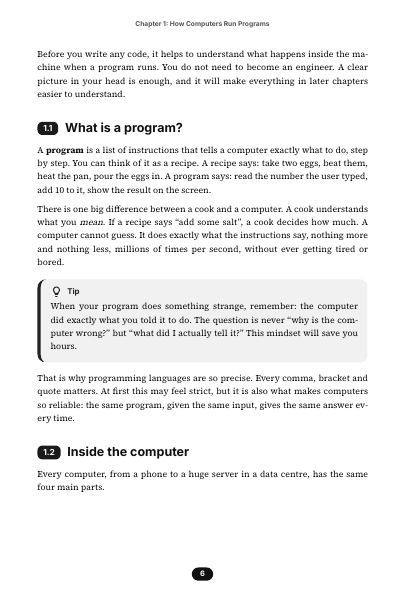 Chapter 1: How Computers Run Programs
Before you write any code, it helps to understand what happens inside the ma-
chine when a program runs. You do not need to become an engineer. A clear
picture in your head is enough, and it will make everything in later chapters
easier to understand.
1.1 What is a program?
A program is a list of instructions that tells a computer exactly what to do, step
by step. You can think of it as a recipe. A recipe says: take two eggs, beat them,
heat the pan, pour the eggs in. A program says: read the number the user typed,
add 10 to it, show the result on the screen.
There is one big difference between a cook and a computer. A cook understands
what you mean. If a recipe says “add some salt”, a cook decides how much. A
computer cannot guess. It does exactly what the instructions say, nothing more
and nothing less, millions of times per second, without ever getting tired or
bored.
Tip
When your program does something strange, remember: the computer
did exactly what you told it to do. The question is never “why is the com-
puter wrong?” but “what did I actually tell it?” This mindset will save you
hours.
That is why programming languages are so precise. Every comma, bracket and
quote matters. At first this may feel strict, but it is also what makes computers
so reliable: the same program, given the same input, gives the same answer ev-
ery time.
1.2 Inside the computer
Every computer, from a phone to a huge server in a data centre, has the same
four main parts.
6